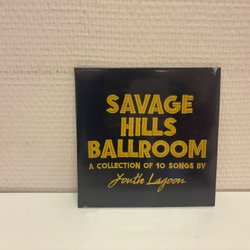 SAVAGE
HILLS
BALLROOM
A COLLECTION OF 10 SONGS BY
Youth Lagoon